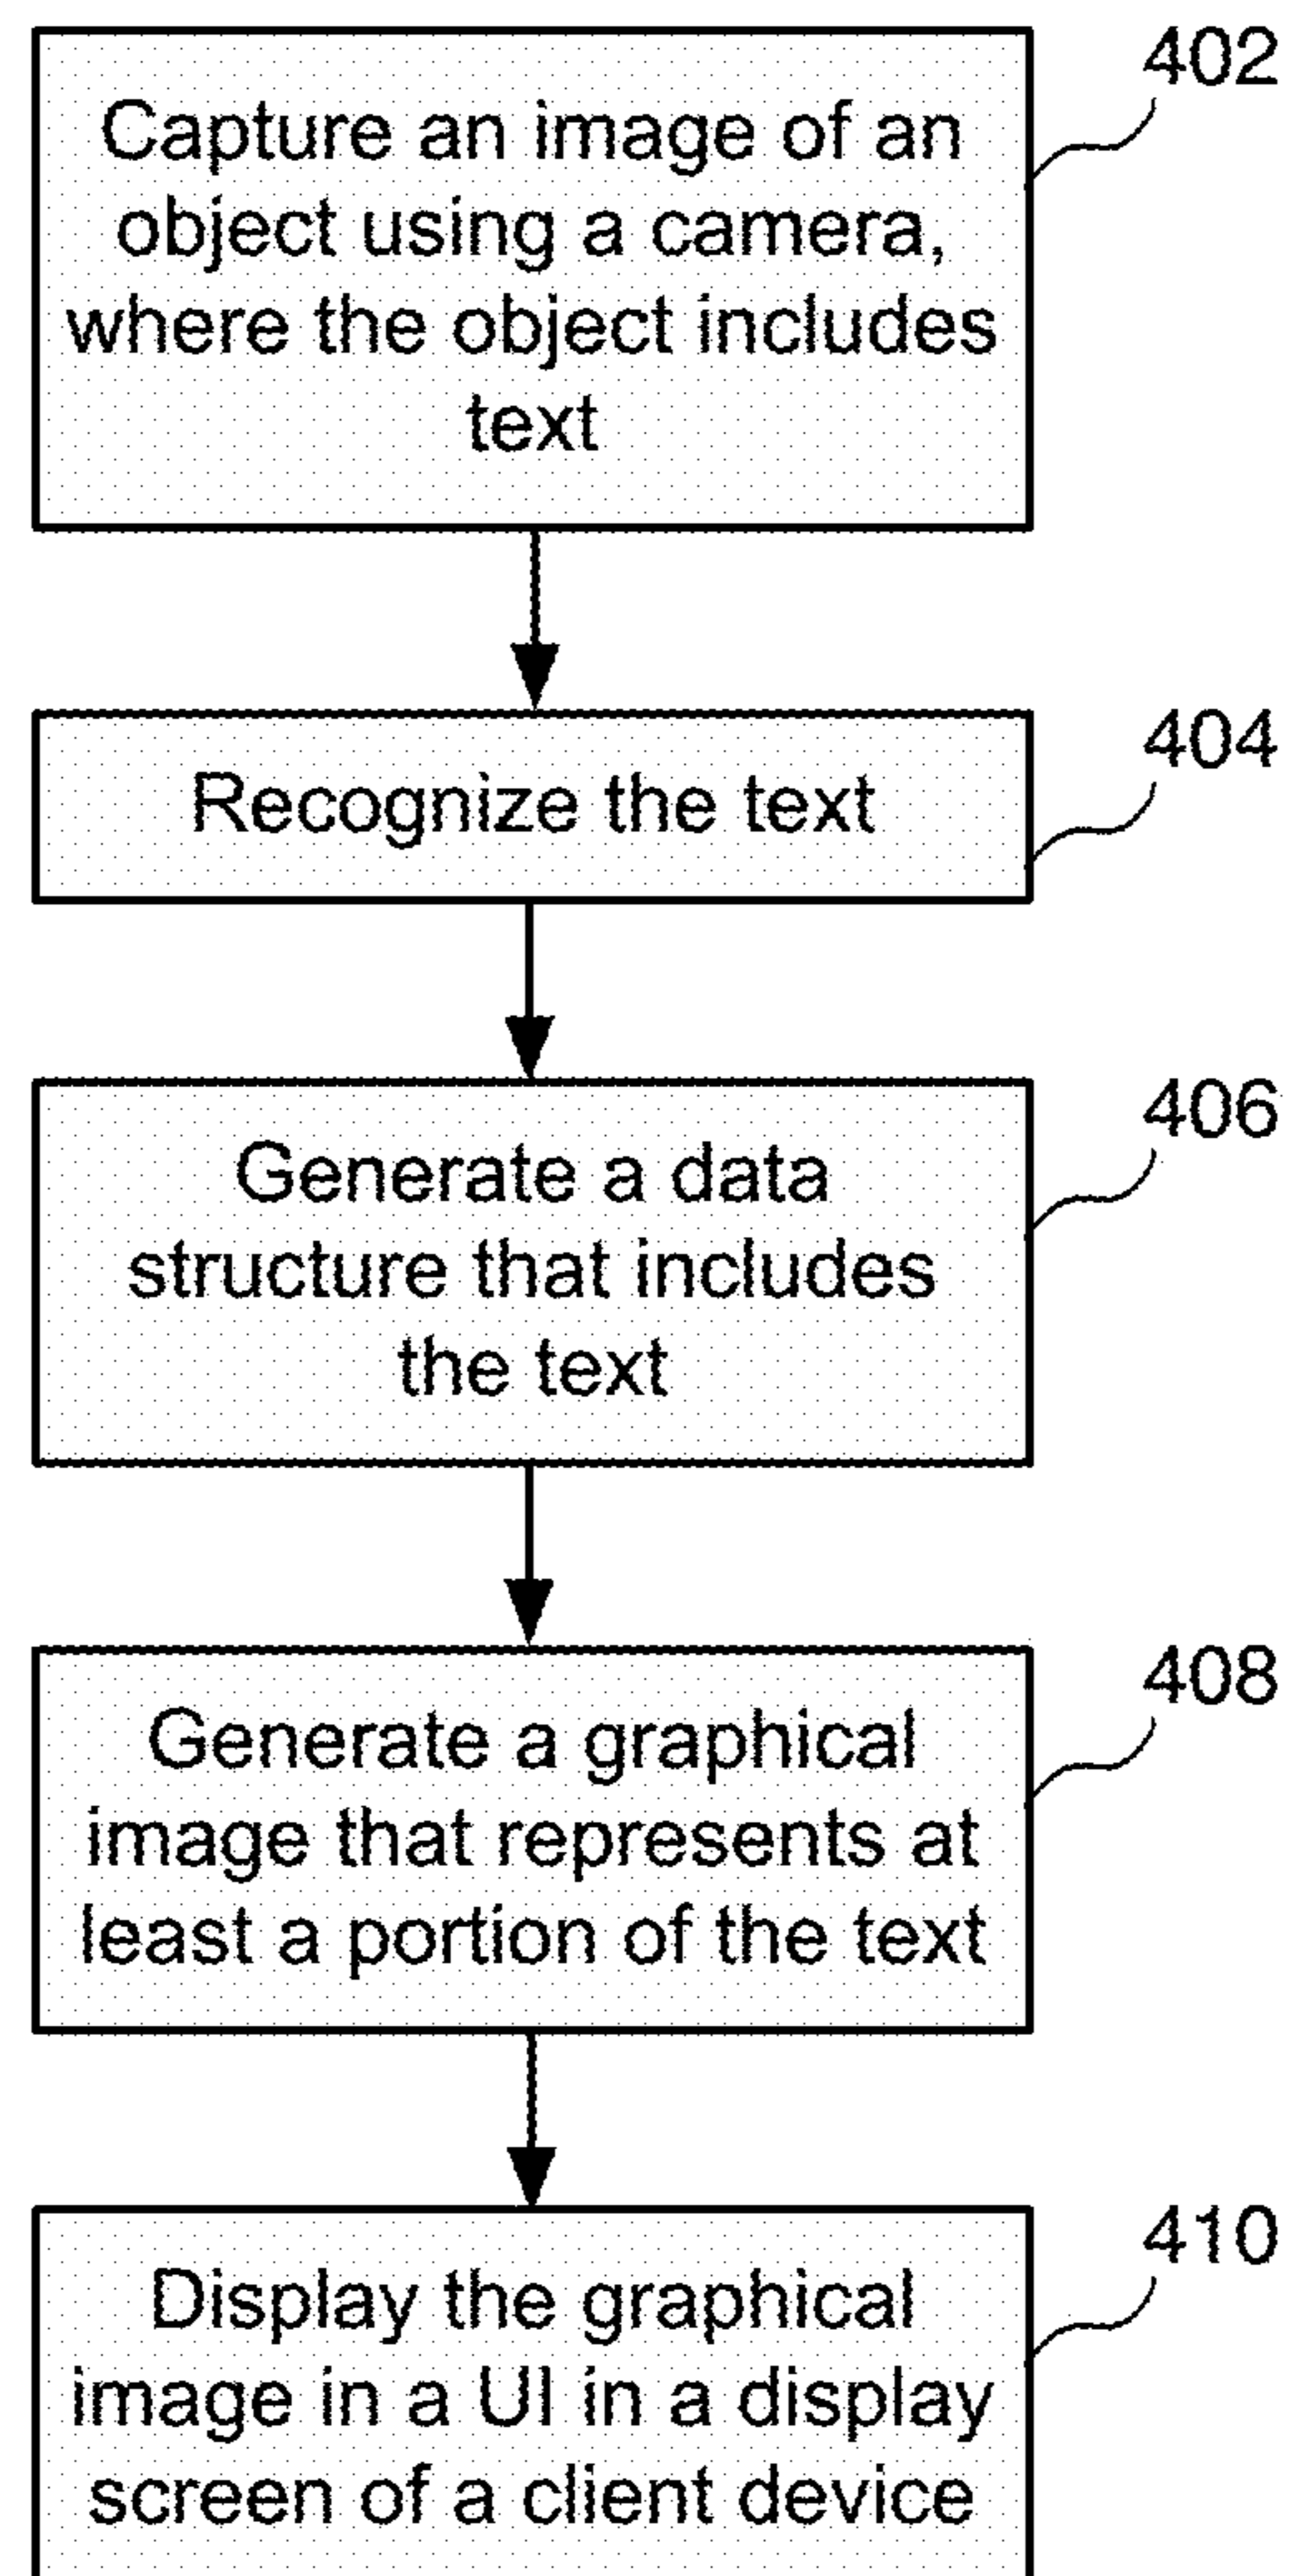 402
Capture an image of an
object using a camera,
where the object includes
text
404
Recognize the text
406
Generate a data
structure that includes
the text
408
Generate a graphical
image that represents at
least a portion of the text
410
Display the graphical
image in a UI in a display
screen of a client device